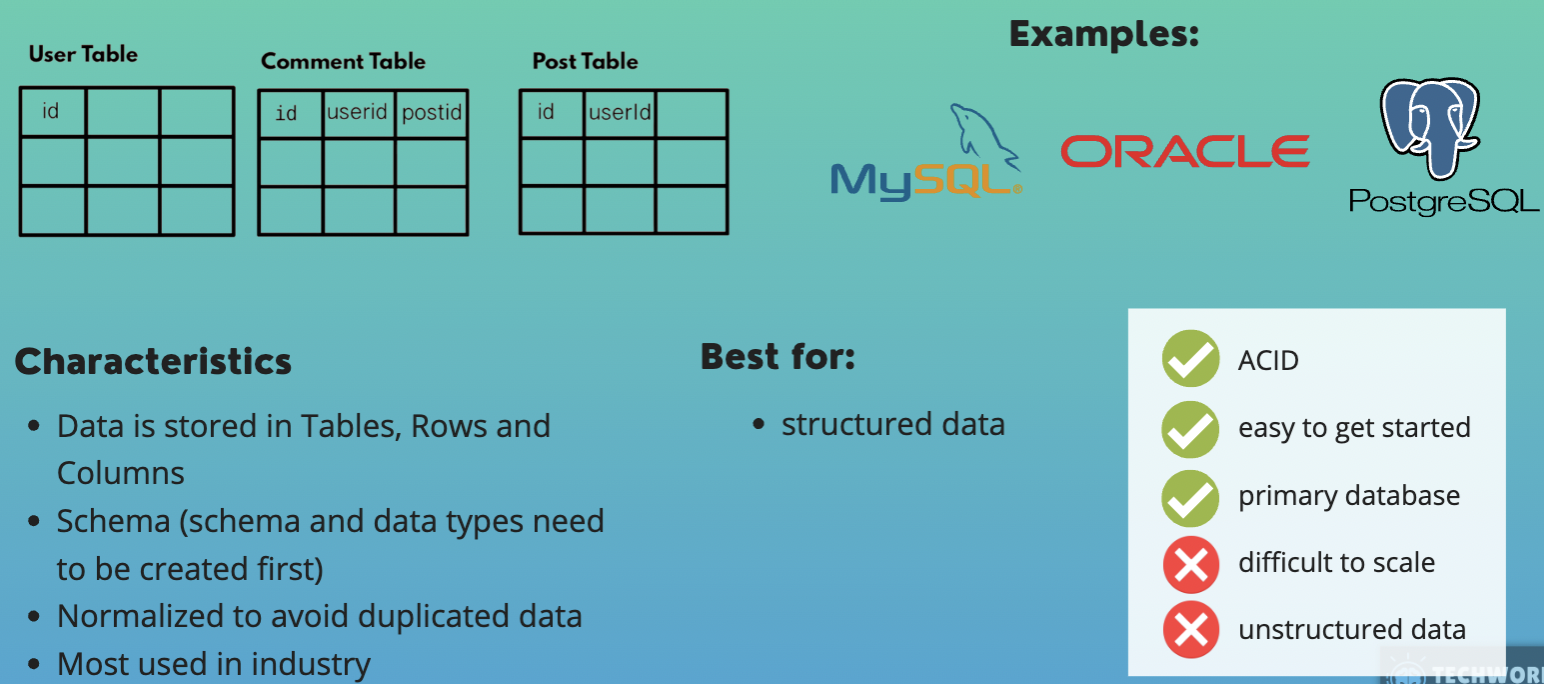 User Table
id
Comment Table
id userid postid
Post Table
id userId
Examples:
MySQL
ORACLE
PostgreSQL
Characteristics
• Data is stored in Tables, Rows and
Columns
• Schema (schema and data types need
to be created first)
• Normalized to avoid duplicated data
• Most used in industry
Best for:
• structured data
ACID
easy to get started
primary database
difficult to scale
unstructured data